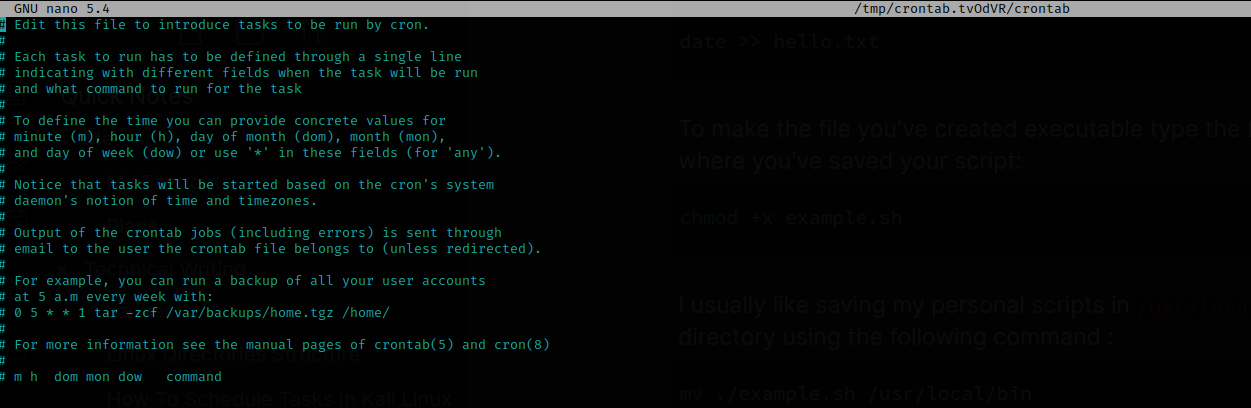 GNU nano 5.4 /tmp/crontab.tvOdVR/crontab
# Edit this file to introduce tasks to be run by cron.
#
# Each task to run has to be defined through a single line
# indicating with different fields when the task will be run
# and what command to run for the task
#
# To define the time you can provide concrete values for
# minute (m), hour (h), day of month (dom), month (mon),
# and day of week (dow) or use '*' in these fields (for 'any').
#
# Notice that tasks will be started based on the cron's system
# daemon's notion of time and timezones.
#
# Output of the crontab jobs (including errors) is sent through
# email to the user the crontab file belongs to (unless redirected).
#
# For example, you can run a backup of all your user accounts
# at 5 a.m every week with:
# 0 5 * * 1 tar -zcf /var/backups/home.tgz /home/
#
# For more information see the manual pages of crontab(5) and cron(8)
#
# m h  dom mon dow   command
Quick Notes
Technical Writing
Linux Directories Structure
How To Schedule Tasks In Kali Linux
date >> hello.txt
To make the file you've created executable type the
where you've saved your script:
chmod +x example.sh
I usually like saving my personal scripts in /usr/loca
directory using the following command :
mv ./example.sh /usr/local/bin